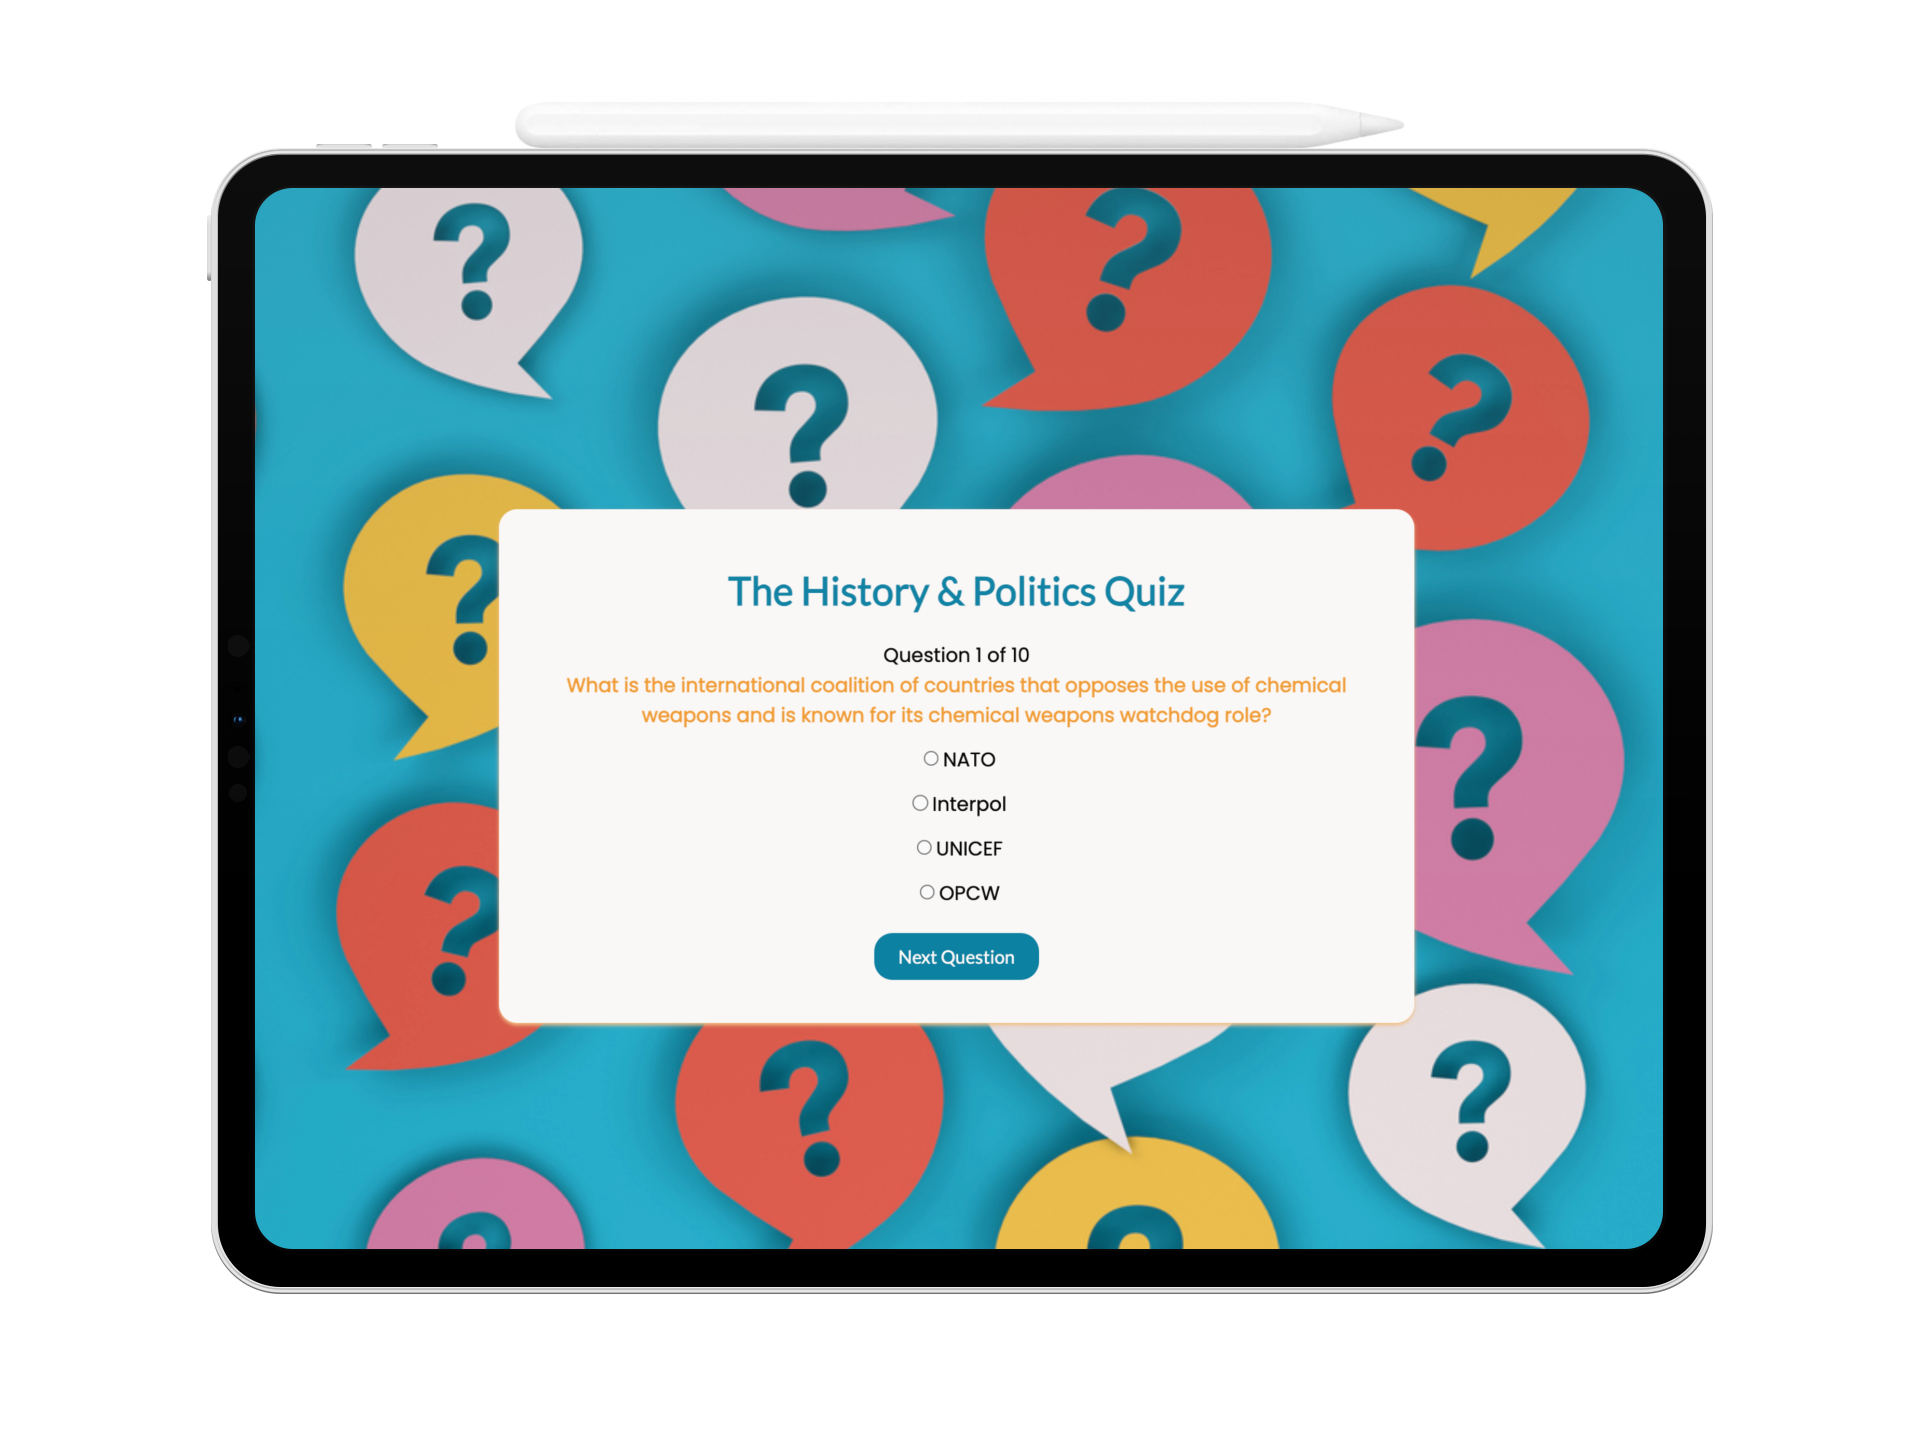 The History & Politics Quiz
Question 1 of 10
What is the international coalition of countries that opposes the use of chemical
weapons and is known for its chemical weapons watchdog role?
NATO
Interpol
UNICEF
OPCW
Next Question